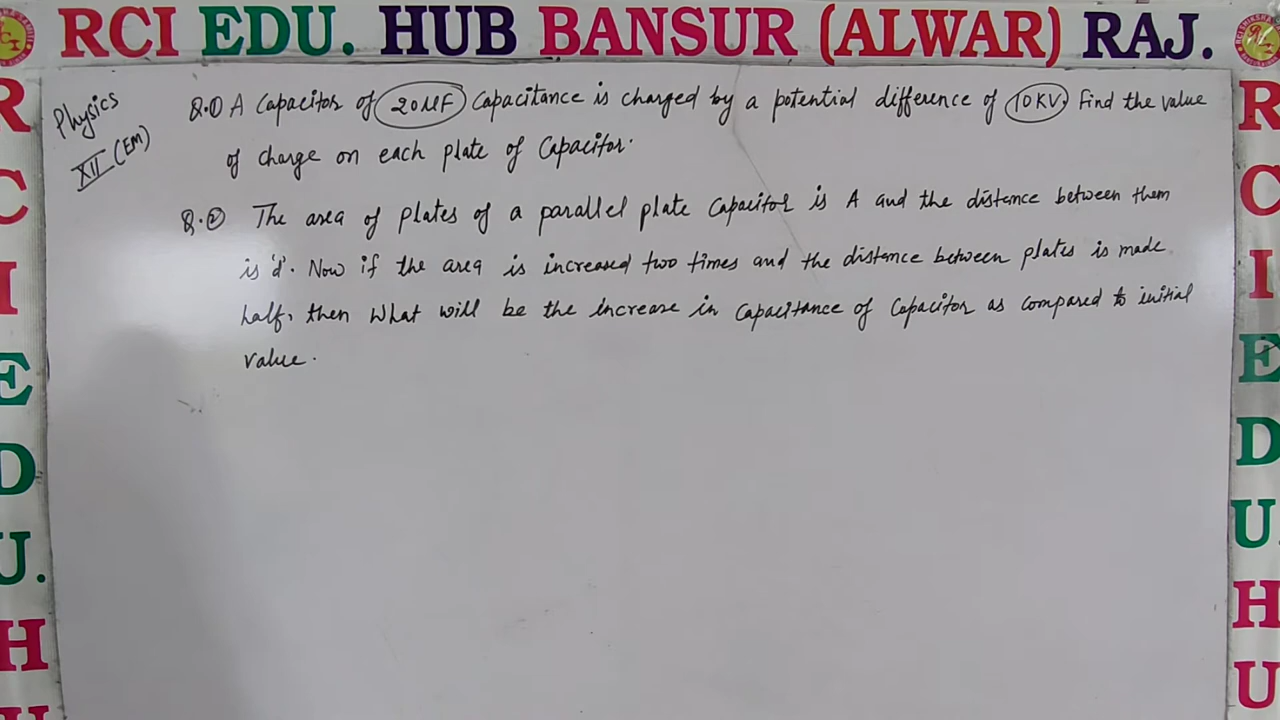 RCI EDU. HUB BANSUR (ALWAR) RAJ.
Physics
XII (EM)
Q.① A Capacitor of 20 μF Capacitance is charged by a potential difference of 10 KV. Find the value
of charge on each plate of Capacitor.
Q.② The area of plates of a parallel plate Capacitor is A and the distance between them
is 'd'. Now if the area is increased two times and the distance between plates is made
half, then What will be the increase in Capacitance of Capacitor as compared to initial
value.
R
C
I
E
D
U.
H
R
C
I
E
D
U.
H
U